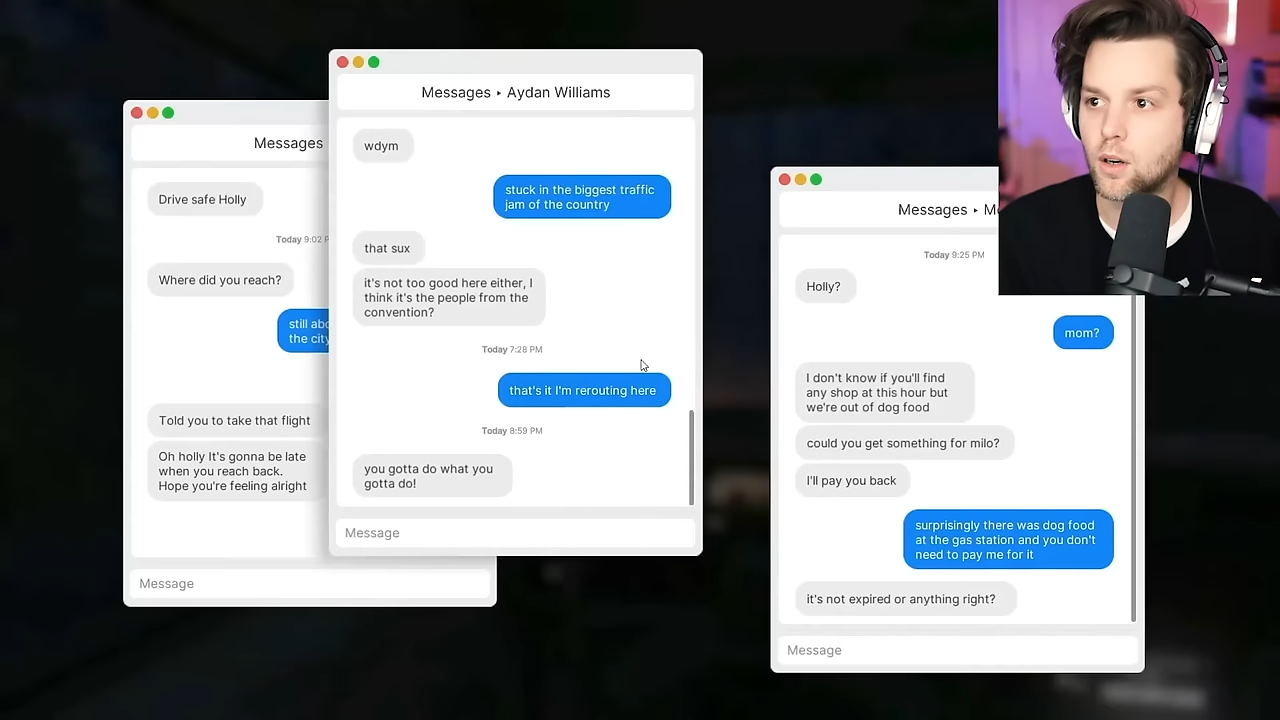 Messages
Drive safe Holly
Today 9:02 P
Where did you reach?
still abo
the city
Told you to take that flight
Oh holly It's gonna be late
when you reach back.
Hope you're feeling alright
Message
Messages ▸ Aydan Williams
wdym
stuck in the biggest traffic
jam of the country
that sux
it's not too good here either, I
think it's the people from the
convention?
Today 7:28 PM
that's it I'm rerouting here
Today 8:59 PM
you gotta do what you
gotta do!
Message
Messages ▸ Mo
Today 9:25 PM
Holly?
mom?
I don't know if you'll find
any shop at this hour but
we're out of dog food
could you get something for milo?
I'll pay you back
surprisingly there was dog food
at the gas station and you don't
need to pay me for it
it's not expired or anything right?
Message